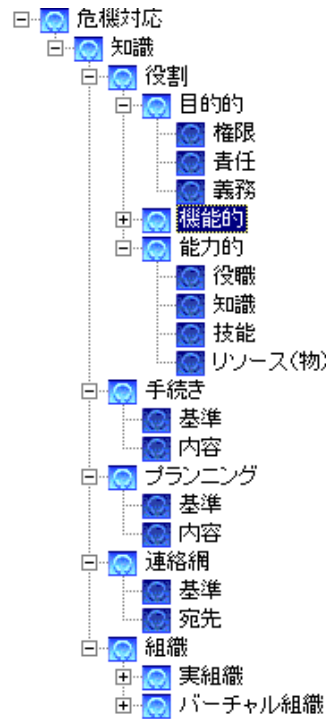 危機対応
知識
役割
目的的
権限
責任
義務
機能的
能力的
役職
知識
技能
リソース(物)
手続き
基準
内容
プランニング
基準
内容
連絡網
基準
宛先
組織
実組織
バーチャル組織